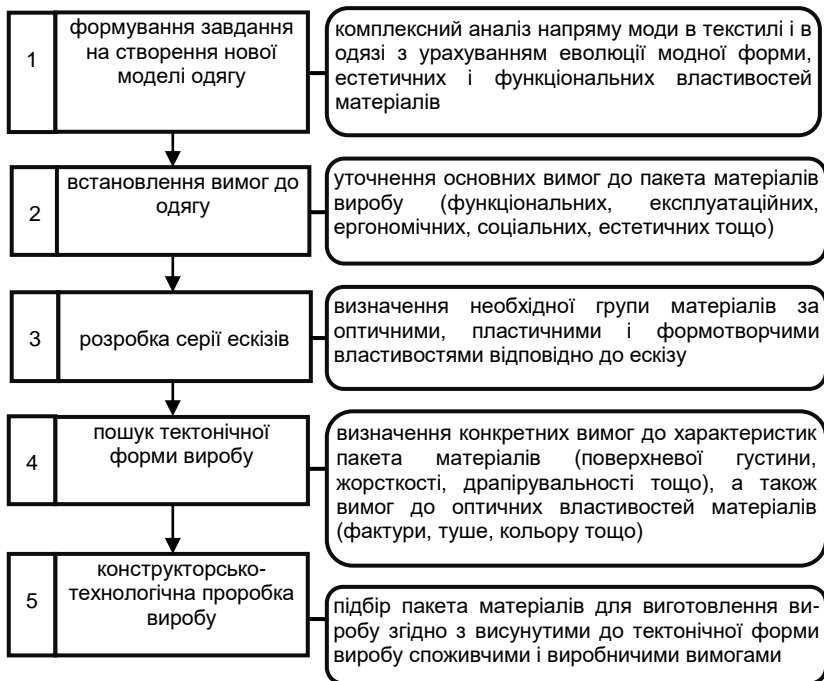 1
формування завдання
на створення нової
моделі одягу
комплексний аналіз напряму моди в текстилі і в
одязі з урахуванням еволюції модної форми,
естетичних і функціональних властивостей
матеріалів
2
встановлення вимог до
одягу
уточнення основних вимог до пакета матеріалів
виробу (функціональних, експлуатаційних,
ергономічних, соціальних, естетичних тощо)
3
розробка серії ескізів
визначення необхідної групи матеріалів за
оптичними, пластичними і формотворчими
властивостями відповідно до ескізу
4
пошук тектонічної
форми виробу
визначення конкретних вимог до характеристик
пакета матеріалів (поверхневої густини,
жорсткості, драпірувальності тощо), а також
вимог до оптичних властивостей матеріалів
(фактури, туше, кольору тощо)
5
конструкторсько-
технологічна проробка
виробу
підбір пакета матеріалів для виготовлення ви-
робу згідно з висунутими до тектонічної форми
виробу споживчими і виробничими вимогами